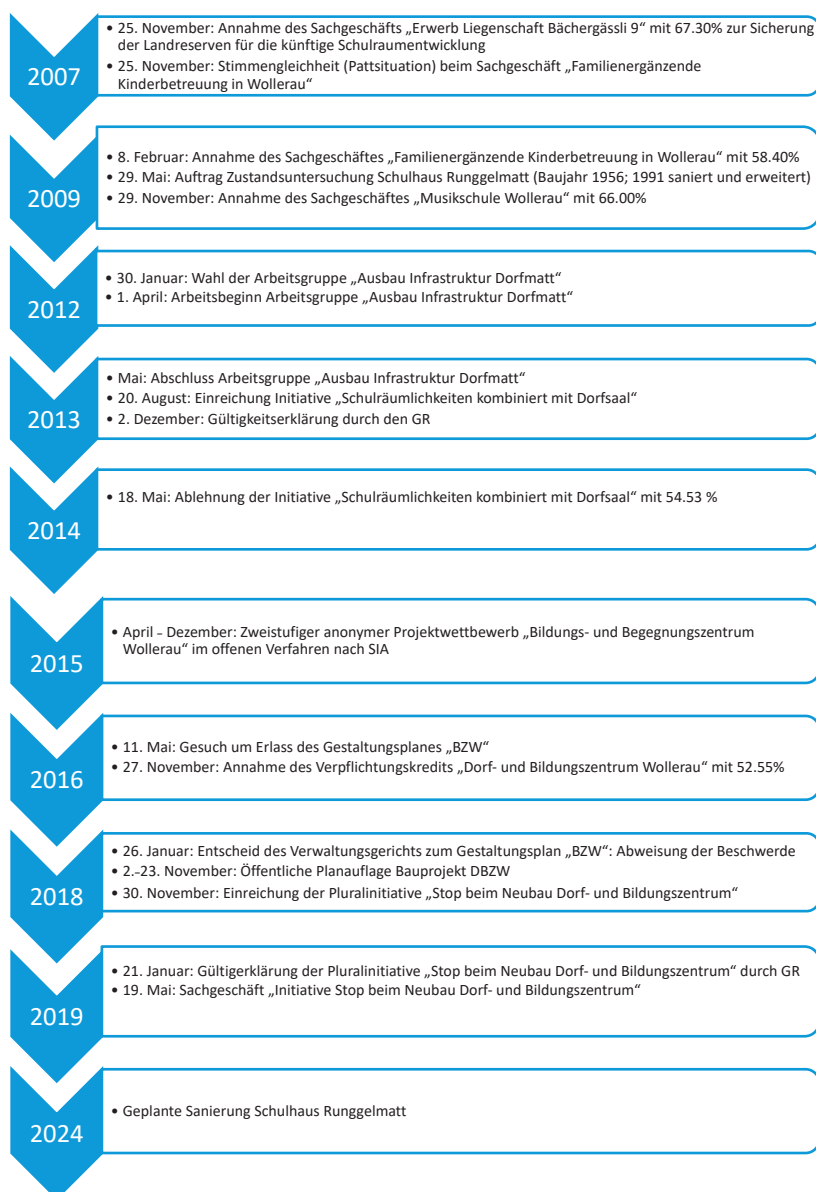 2007
• 25. November: Annahme des Sachgeschäfts „Erwerb Liegenschaft Bächergässli 9“ mit 67.30% zur Sicherung
der Landreserven für die künftige Schulraumentwicklung
• 25. November: Stimmengleichheit (Pattsituation) beim Sachgeschäft „Familienergänzende
Kinderbetreuung in Wollerau“
2009
• 8. Februar: Annahme des Sachgeschäftes „Familienergänzende Kinderbetreuung in Wollerau“ mit 58.40%
• 29. Mai: Auftrag Zustandsuntersuchung Schulhaus Runggelmatt (Baujahr 1956; 1991 saniert und erweitert)
• 29. November: Annahme des Sachgeschäftes „Musikschule Wollerau“ mit 66.00%
2012
• 30. Januar: Wahl der Arbeitsgruppe „Ausbau Infrastruktur Dorfmatt“
• 1. April: Arbeitsbeginn Arbeitsgruppe „Ausbau Infrastruktur Dorfmatt“
2013
• Mai: Abschluss Arbeitsgruppe „Ausbau Infrastruktur Dorfmatt“
• 20. August: Einreichung Initiative „Schulräumlichkeiten kombiniert mit Dorfsaal“
• 2. Dezember: Gültigkeitserklärung durch den GR
2014
• 18. Mai: Ablehnung der Initiative „Schulräumlichkeiten kombiniert mit Dorfsaal“ mit 54.53 %
2015
• April - Dezember: Zweistufiger anonymer Projektwettbewerb „Bildungs- und Begegnungszentrum
Wollerau“ im offenen Verfahren nach SIA
2016
• 11. Mai: Gesuch um Erlass des Gestaltungsplanes „BZW“
• 27. November: Annahme des Verpflichtungskredits „Dorf- und Bildungszentrum Wollerau“ mit 52.55%
2018
• 26. Januar: Entscheid des Verwaltungsgerichts zum Gestaltungsplan „BZW“: Abweisung der Beschwerde
• 2.-23. November: Öffentliche Planauflage Bauprojekt DBZW
• 30. November: Einreichung der Pluralinitiative „Stop beim Neubau Dorf- und Bildungszentrum“
2019
• 21. Januar: Gültigerklärung der Pluralinitiative „Stop beim Neubau Dorf- und Bildungszentrum“ durch GR
• 19. Mai: Sachgeschäft „Initiative Stop beim Neubau Dorf- und Bildungszentrum“
2024
• Geplante Sanierung Schulhaus Runggelmatt